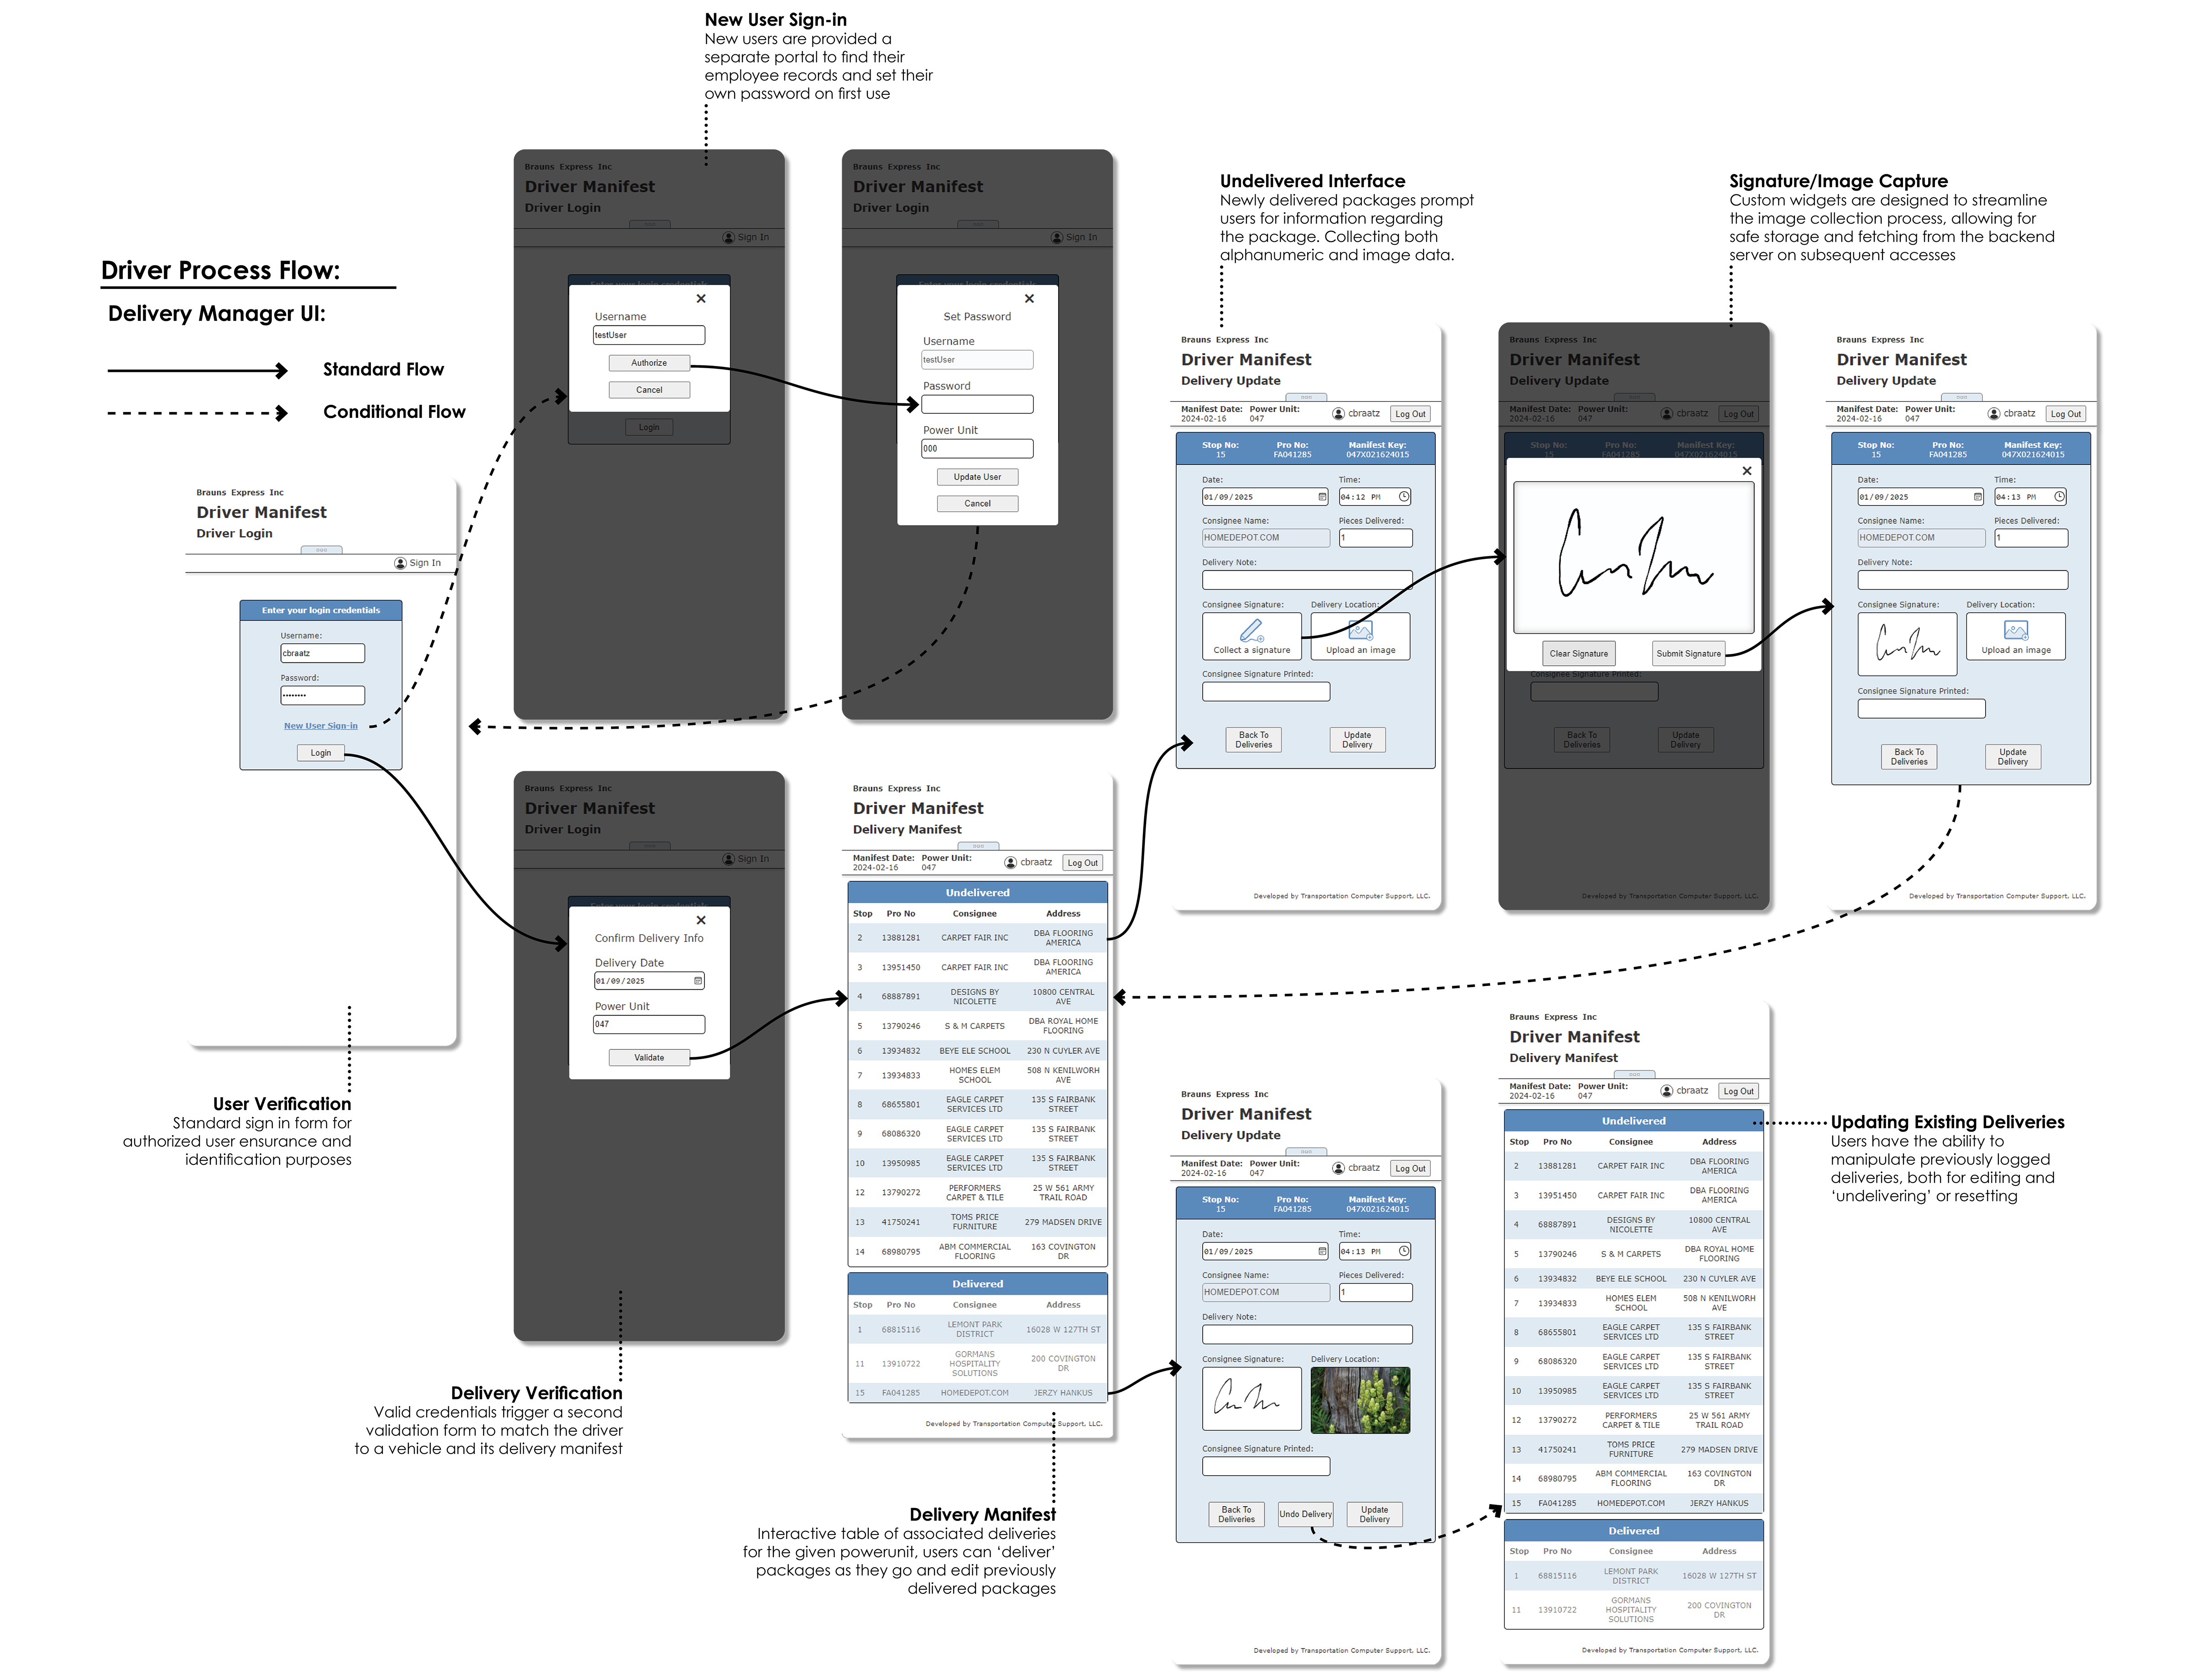 New User Sign-in
New users are provided a
separate portal to find their
employee records and set their
own password on first use
Driver Process Flow:
Delivery Manager UI:
Standard Flow
Conditional Flow
Brauns Express Inc
Driver Manifest
Driver Login
Sign In
Enter your login credentials
Username:
cbraatz
Password:
••••••••
New User Sign-in
Login
User Verification
Standard sign in form for
authorized user ensurance and
identification purposes
Brauns Express Inc
Driver Manifest
Driver Login
Sign In
Enter your login credentials
Username
testUser
Authorize
Cancel
Login
Brauns Express Inc
Driver Manifest
Driver Login
Sign In
Set Password
Username
testUser
Password
Power Unit
000
Update User
Cancel
Brauns Express Inc
Driver Manifest
Driver Login
Sign In
Enter your login credentials
Confirm Delivery Info
Delivery Date
01/09/2025
Power Unit
047
Validate
Delivery Verification
Valid credentials trigger a second
validation form to match the driver
to a vehicle and its delivery manifest
Brauns Express Inc
Driver Manifest
Delivery Manifest
Manifest Date: Power Unit:
2024-02-16 047
cbraatz Log Out
Undelivered
Stop Pro No Consignee Address
2 13881281 CARPET FAIR INC DBA FLOORING AMERICA
3 13951450 CARPET FAIR INC DBA FLOORING AMERICA
4 68887891 DESIGNS BY NICOLETTE 10800 CENTRAL AVE
5 13790246 S & M CARPETS DBA ROYAL HOME FLOORING
6 13934832 BEYE ELE SCHOOL 230 N CUYLER AVE
7 13934833 HOMES ELEM SCHOOL 508 N KENILWORH AVE
8 68655801 EAGLE CARPET SERVICES LTD 135 S FAIRBANK STREET
9 68086320 EAGLE CARPET SERVICES LTD 135 S FAIRBANK STREET
10 13950985 EAGLE CARPET SERVICES LTD 135 S FAIRBANK STREET
12 13790272 PERFORMERS CARPET & TILE 25 W 561 ARMY TRAIL ROAD
13 41750241 TOMS PRICE FURNITURE 279 MADSEN DRIVE
14 68980795 ABM COMMERCIAL FLOORING 163 COVINGTON DR
Delivered
Stop Pro No Consignee Address
1 68815116 LEMONT PARK DISTRICT 16028 W 127TH ST
11 13910722 GORMANS HOSPITALITY SOLUTIONS 200 COVINGTON DR
15 FA041285 HOMEDEPOT.COM JERZY HANKUS
Developed by Transportation Computer Support, LLC.
Delivery Manifest
Interactive table of associated deliveries
for the given powerunit, users can ‘deliver’
packages as they go and edit previously
delivered packages
Undelivered Interface
Newly delivered packages prompt
users for information regarding
the package. Collecting both
alphanumeric and image data.
Brauns Express Inc
Driver Manifest
Delivery Update
Manifest Date: Power Unit:
2024-02-16 047
cbraatz Log Out
Stop No: Pro No: Manifest Key:
15 FA041285 047X021624015
Date: Time:
01/09/2025 04:12 PM
Consignee Name: Pieces Delivered:
HOMEDEPOT.COM 1
Delivery Note:
Consignee Signature: Delivery Location:
Collect a signature Upload an image
Consignee Signature Printed:
Back To Deliveries Update Delivery
Developed by Transportation Computer Support, LLC.
Signature/Image Capture
Custom widgets are designed to streamline
the image collection process, allowing for
safe storage and fetching from the backend
server on subsequent accesses
Brauns Express Inc
Driver Manifest
Delivery Update
Manifest Date: Power Unit:
2024-02-16 047
cbraatz Log Out
Stop No: Pro No: Manifest Key:
15 FA041285 047X021624015
Clear Signature Submit Signature
Consignee Signature Printed:
Back To Deliveries Update Delivery
Developed by Transportation Computer Support, LLC.
Brauns Express Inc
Driver Manifest
Delivery Update
Manifest Date: Power Unit:
2024-02-16 047
cbraatz Log Out
Stop No: Pro No: Manifest Key:
15 FA041285 047X021624015
Date: Time:
01/09/2025 04:13 PM
Consignee Name: Pieces Delivered:
HOMEDEPOT.COM 1
Delivery Note:
Consignee Signature: Delivery Location:
Upload an image
Consignee Signature Printed:
Back To Deliveries Update Delivery
Developed by Transportation Computer Support, LLC.
Brauns Express Inc
Driver Manifest
Delivery Update
Manifest Date: Power Unit:
2024-02-16 047
cbraatz Log Out
Stop No: Pro No: Manifest Key:
15 FA041285 047X021624015
Date: Time:
01/09/2025 04:13 PM
Consignee Name: Pieces Delivered:
HOMEDEPOT.COM 1
Delivery Note:
Consignee Signature: Delivery Location:
Consignee Signature Printed:
Back To Deliveries Undo Delivery Update Delivery
Developed by Transportation Computer Support, LLC.
Brauns Express Inc
Driver Manifest
Delivery Manifest
Manifest Date: Power Unit:
2024-02-16 047
cbraatz Log Out
Undelivered
Stop Pro No Consignee Address
2 13881281 CARPET FAIR INC DBA FLOORING AMERICA
3 13951450 CARPET FAIR INC DBA FLOORING AMERICA
4 68887891 DESIGNS BY NICOLETTE 10800 CENTRAL AVE
5 13790246 S & M CARPETS DBA ROYAL HOME FLOORING
6 13934832 BEYE ELE SCHOOL 230 N CUYLER AVE
7 13934833 HOMES ELEM SCHOOL 508 N KENILWORH AVE
8 68655801 EAGLE CARPET SERVICES LTD 135 S FAIRBANK STREET
9 68086320 EAGLE CARPET SERVICES LTD 135 S FAIRBANK STREET
10 13950985 EAGLE CARPET SERVICES LTD 135 S FAIRBANK STREET
12 13790272 PERFORMERS CARPET & TILE 25 W 561 ARMY TRAIL ROAD
13 41750241 TOMS PRICE FURNITURE 279 MADSEN DRIVE
14 68980795 ABM COMMERCIAL FLOORING 163 COVINGTON DR
15 FA041285 HOMEDEPOT.COM JERZY HANKUS
Delivered
Stop Pro No Consignee Address
1 68815116 LEMONT PARK DISTRICT 16028 W 127TH ST
11 13910722 GORMANS HOSPITALITY SOLUTIONS 200 COVINGTON DR
Developed by Transportation Computer Support, LLC.
Updating Existing Deliveries
Users have the ability to
manipulate previously logged
deliveries, both for editing and
‘undelivering’ or resetting